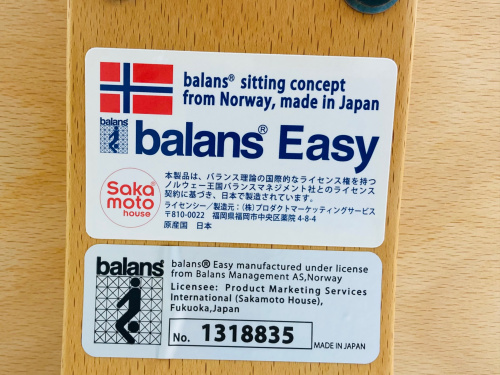 balans® sitting concept
from Norway, made in Japan
balans
balans® Easy
Saka
moto
house
本製品は、バランス理論の国際的なライセンス権を持つ
ノルウェー王国バランスマネジメント社とのライセンス
契約に基づき、日本で製造されています。
ライセンシー/製造元:(株)プロダクトマーケッティングサービス
〒810-0022 福岡県福岡市中央区薬院 4-8-4
原産国 日本
balans®
balans® Easy manufactured under license
from Balans Management AS,Norway
Licensee: Product Marketing Services
International (Sakamoto House),
Fukuoka,Japan
No. 1318835
MADE IN JAPAN